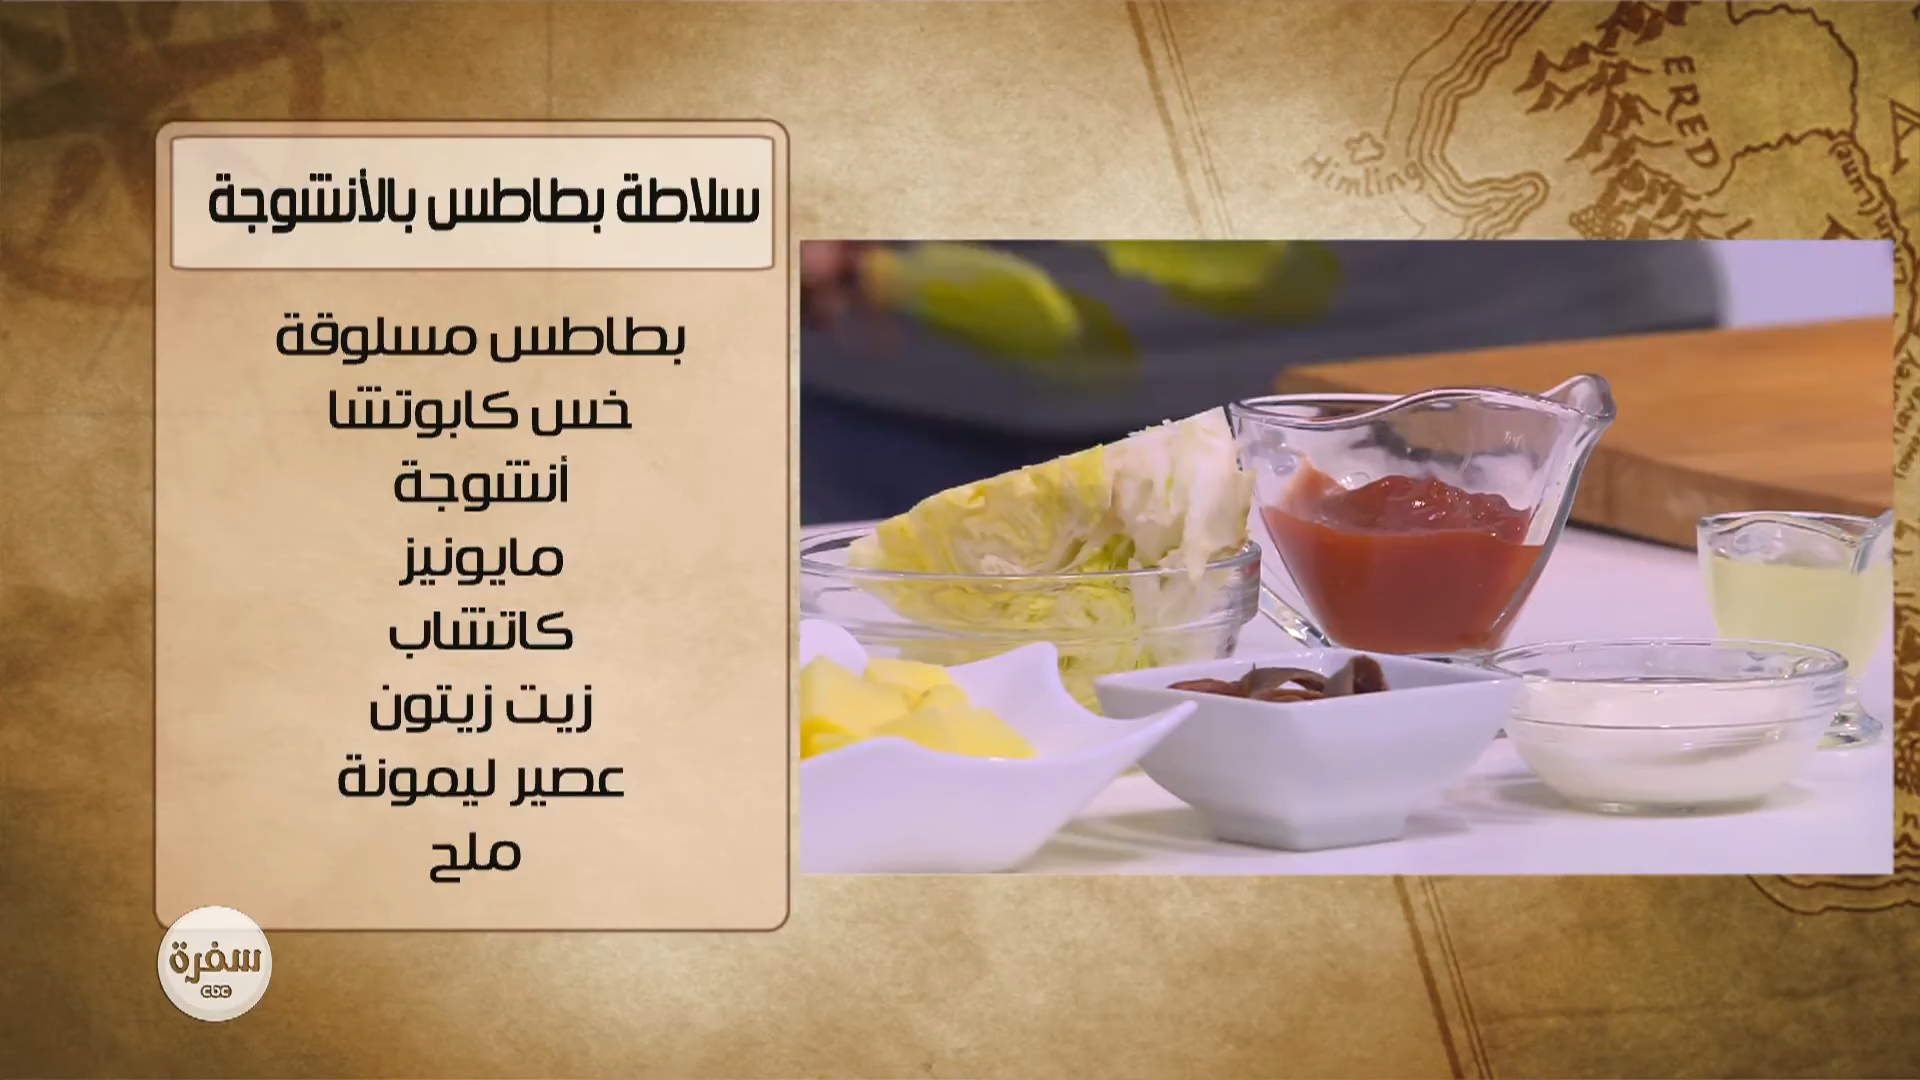 سلاطة بطاطس بالأنشوجة
بطاطس مسلوقة
خس كابوتشا
أنشوجة
مايونيز
كاتشاب
زيت زيتون
عصير ليمونة
ملح
سفرة
cbc
ERED
Himling